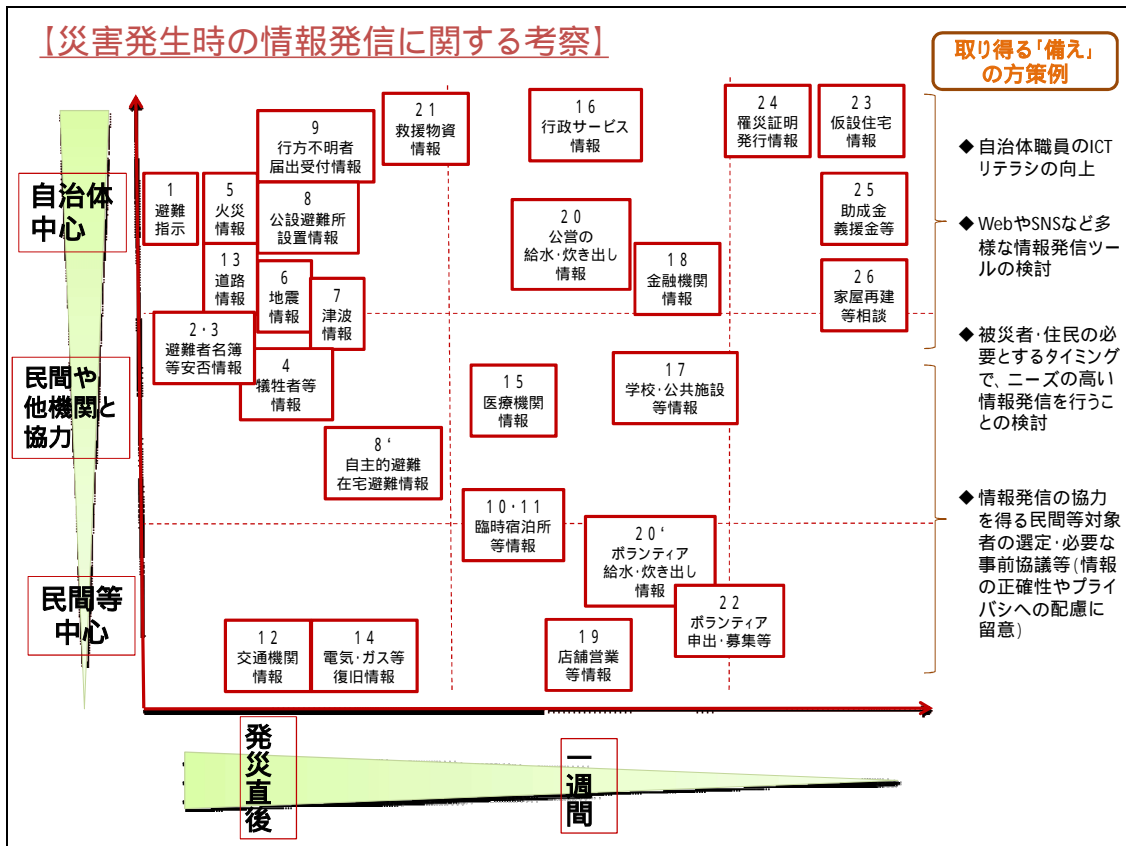 【災害発生時の情報発信に関する考察】
取り得る「備え」
の方策例
自治体
中心
民間や
他機関と
協力
民間等
中心
1
避難
指示
5
火災
情報
9
行方不明者
届出受付情報
8
公設避難所
設置情報
13
道路
情報
6
地震
情報
7
津波
情報
2・3
避難者名簿
等安否情報
4
犠牲者等
情報
8‘
自主的避難
在宅避難情報
12
交通機関
情報
14
電気・ガス等
復旧情報
21
救援物資
情報
16
行政サービス
情報
20
公営の
給水・炊き出し
情報
18
金融機関
情報
15
医療機関
情報
17
学校・公共施設
等情報
10・11
臨時宿泊所
等情報
20‘
ボランティア
給水・炊き出し
情報
22
ボランティア
申出・募集等
19
店舗営業
等情報
24
罹災証明
発行情報
23
仮設住宅
情報
25
助成金
義援金等
26
家屋再建
等相談
◆ 自治体職員のICT
リテラシの向上
◆ WebやSNSなど多
様な情報発信ツー
ルの検討
◆ 被災者・住民の必
要とするタイミング
で、ニーズの高い
情報発信を行うこ
との検討
◆ 情報発信の協力
を得る民間等対象
者の選定・必要な
事前協議等(情報
の正確性やプライ
バシへの配慮に
留意)
発災直後
一週間